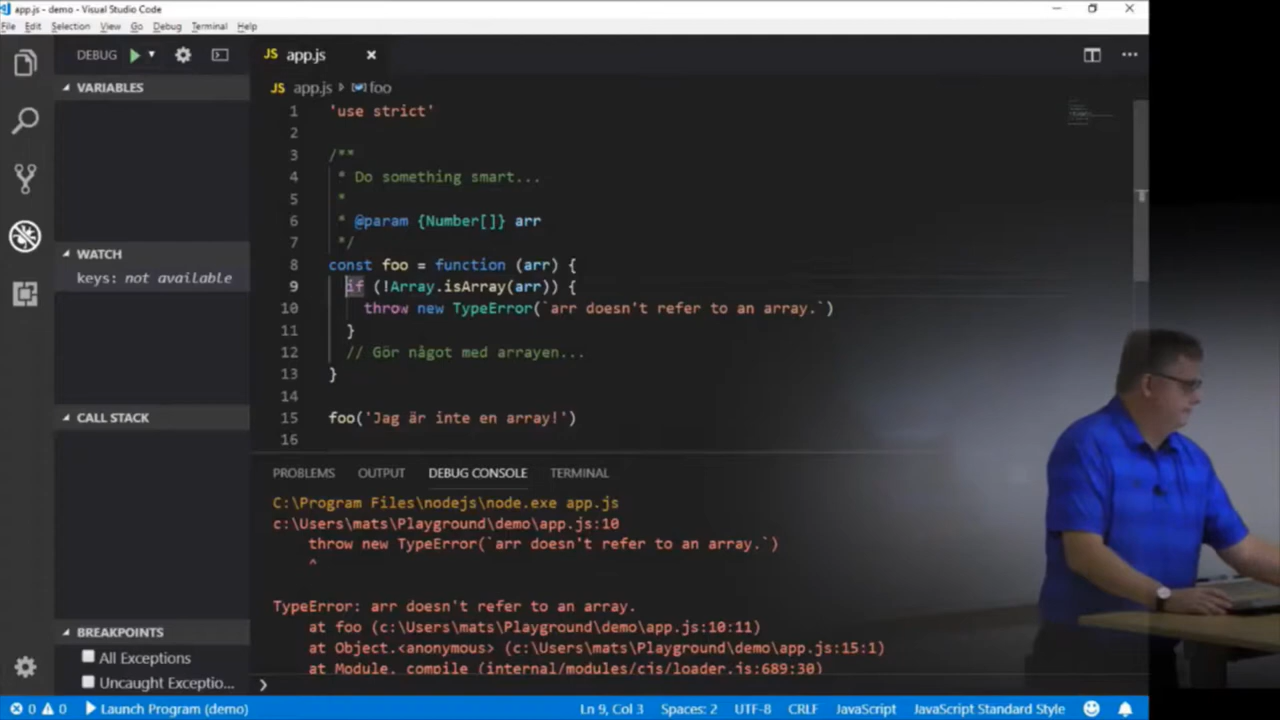 app.js - demo - Visual Studio Code
File Edit Selection View Go Debug Terminal Help
DEBUG
JS app.js
VARIABLES
JS app.js foo
1 'use strict'
2
3 /**
4 * Do something smart...
5 *
6 * @param {Number[]} arr
7 */
8 const foo = function (arr) {
9 if (!Array.isArray(arr)) {
10 throw new TypeError(`arr doesn't refer to an array.`)
11 }
12 // Gör något med arrayen...
13 }
14
15 foo('Jag är inte en array!')
16
WATCH
keys: not available
CALL STACK
BREAKPOINTS
All Exceptions
Uncaught Exceptio...
PROBLEMS OUTPUT DEBUG CONSOLE TERMINAL
C:\Program Files\nodejs\node.exe app.js
c:\Users\mats\Playground\demo\app.js:10
throw new TypeError(`arr doesn't refer to an array.`)
^
TypeError: arr doesn't refer to an array.
at foo (c:\Users\mats\Playground\demo\app.js:10:11)
at Object.<anonymous> (c:\Users\mats\Playground\demo\app.js:15:1)
at Module._compile (internal/modules/cjs/loader.js:689:30)
0 0 Launch Program (demo) Ln 9, Col 3 Spaces: 2 UTF-8 CRLF JavaScript JavaScript Standard Style